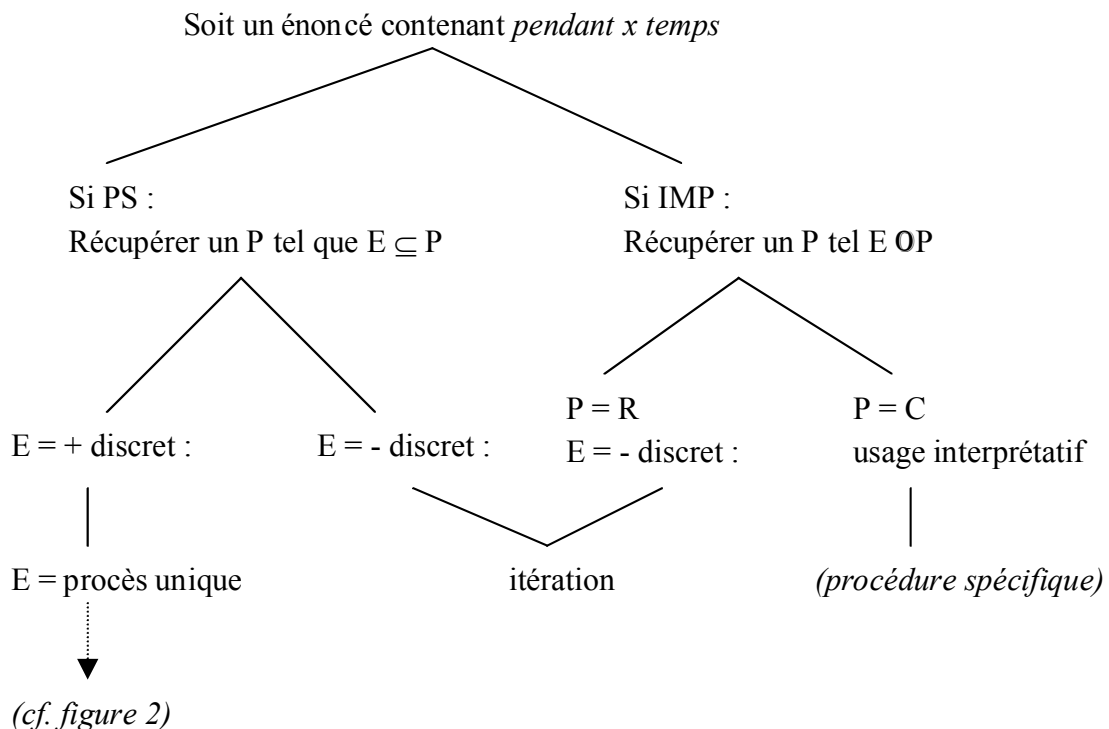 Soit un énoncé contenant pendant x temps
Si PS :
Récupérer un P tel que E ⊆ P
Si IMP :
Récupérer un P tel E O P
E = + discret :
E = - discret :
P = R
E = - discret :
P = C
usage interprétatif
E = procès unique
itération
(procédure spécifique)
(cf. figure 2)